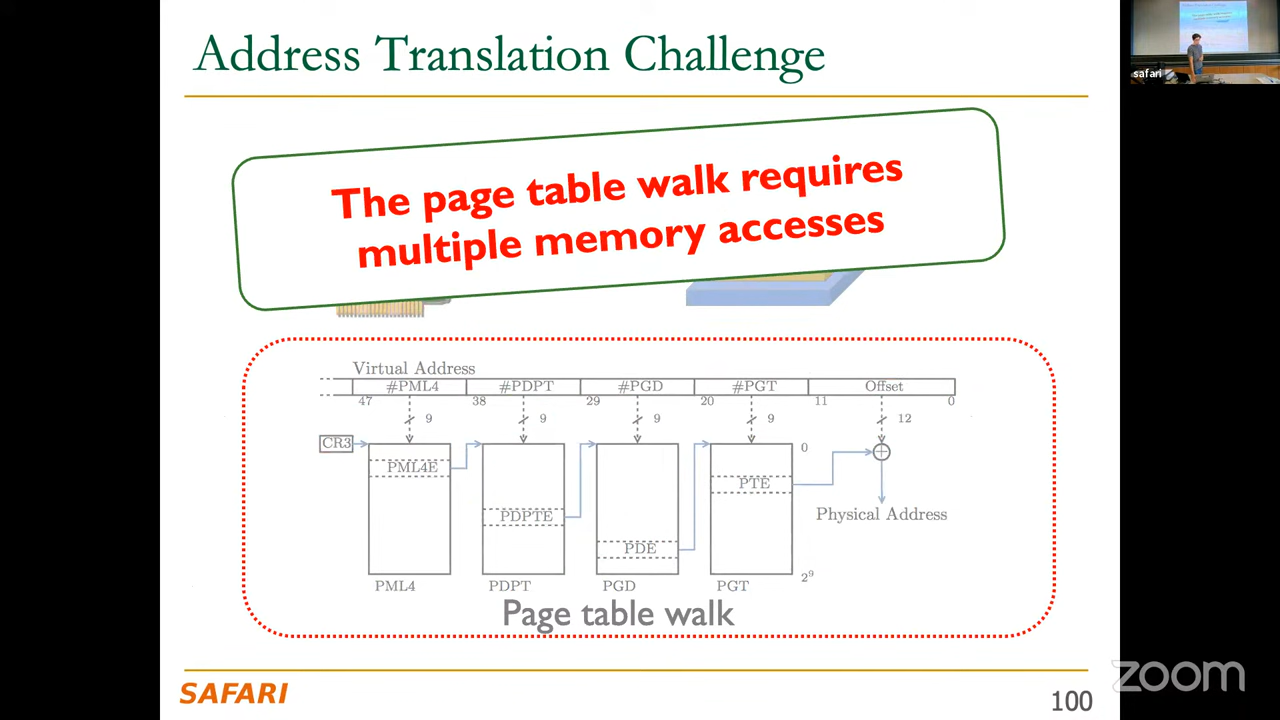 Address Translation Challenge
safari
The page table walk requires
multiple memory accesses
Virtual Address
#PML4 #PDPT #PGD #PGT Offset
47 38 29 20 11 0
9 9 9 9 12
CR3
0
PML4E
PTE
PDPTE
Physical Address
PDE
PML4 PDPT PGD PGT 2⁹
Page table walk
SAFARI
100
zoom